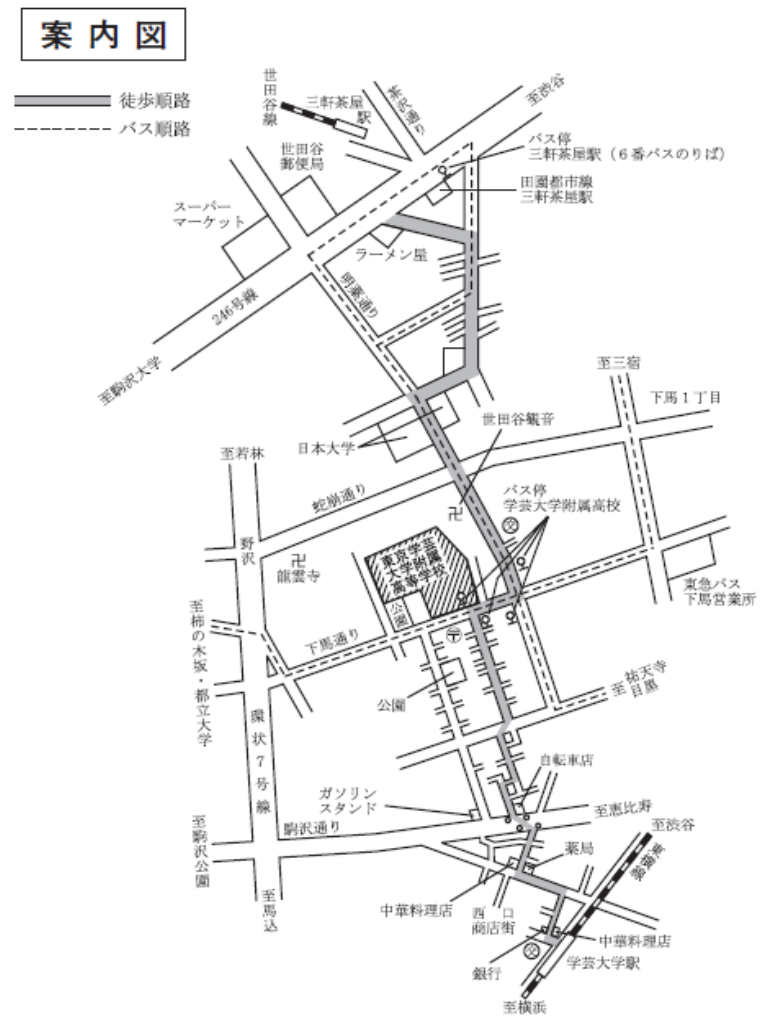 案内図
徒歩順路
バス順路
世田谷線
三軒茶屋
駅
茶沢通り
至渋谷
世田谷
郵便局
バス停
三軒茶屋駅（6番バスのりば）
田園都市線
三軒茶屋駅
スーパー
マーケット
ラーメン屋
246号線
明薬通り
至駒沢大学
至三宿
下馬1丁目
世田谷観音
日本大学
至若林
蛇崩通り
バス停
学芸大学附属高校
文
卍
野沢
卍
龍雲寺
東京学芸
大学附属
高等学校
公園
東急バス
下馬営業所
至柿の木坂・都立大学
下馬通り
〒
公園
至祐天寺
目黒
環状7号線
自転車店
ガソリン
スタンド
至恵比寿
駒沢通り
至渋谷
至駒沢公園
東横線
薬局
至馬込
中華料理店
西口
商店街
中華料理店
文
銀行
学芸大学駅
至横浜